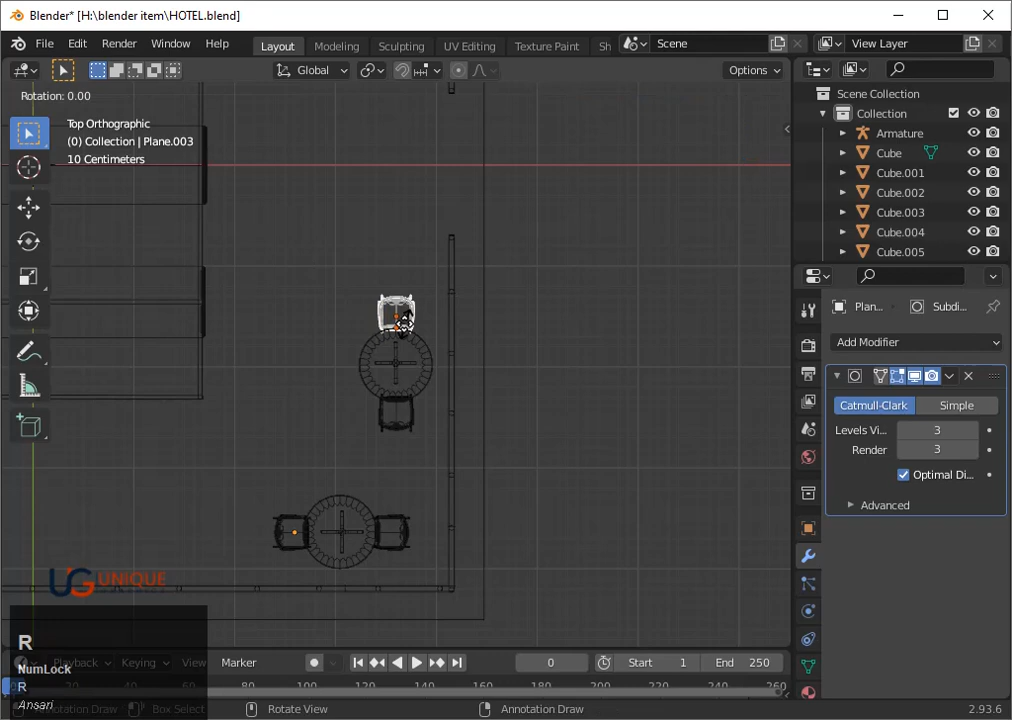 Blender* [H:\blender item\HOTEL.blend]
File Edit Render Window Help Layout Modeling Sculpting UV Editing Texture Paint Sh Scene View Layer
Global Options
Rotation: 0.00
Top Orthographic
(0) Collection | Plane.003
10 Centimeters
Scene Collection
Collection
Armature
Cube
Cube.001
Cube.002
Cube.003
Cube.004
Cube.005
Plan... Subdi...
Add Modifier
Catmull-Clark Simple
Levels Vi... 3
Render 3
Optimal Di...
Advanced
UG UNIQUE
R
NumLock
R
Ansari
Playback Keying View Marker 0 Start 1 End 250
20 40 60 80 100 120 140 160 180 200 220 240 260
Annotation Draw Box Select Rotate View Annotation Draw 2.93.6